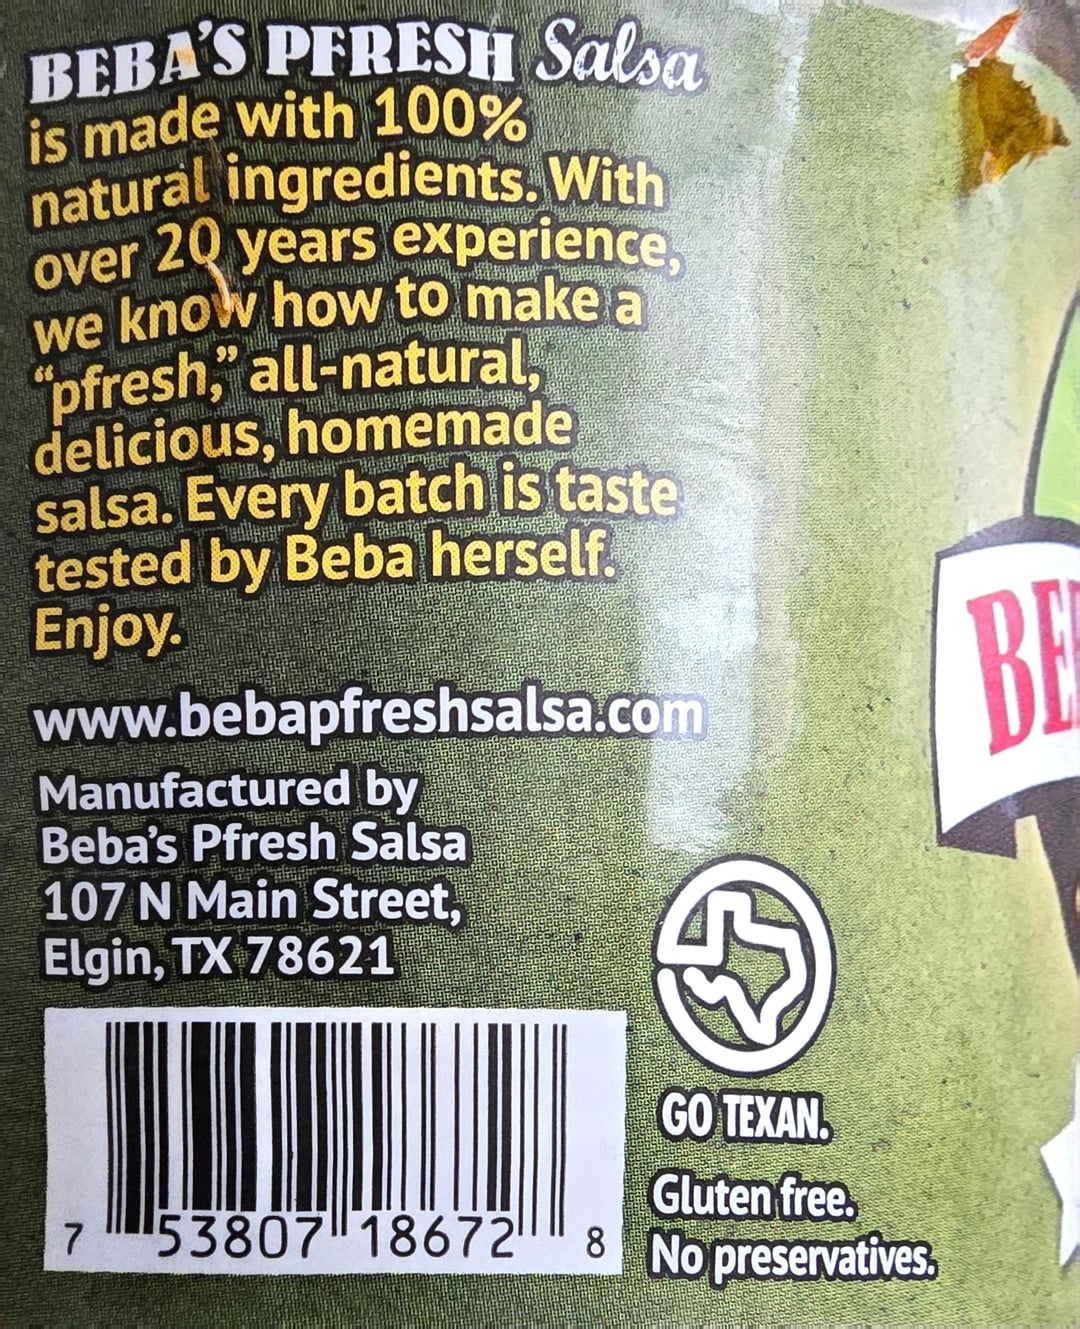 BEBA'S PFRESH Salsa
is made with 100%
natural ingredients. With
over 20 years experience,
we know how to make a
“pfresh,” all-natural,
delicious, homemade
salsa. Every batch is taste
tested by Beba herself.
Enjoy.
www.bebapfreshsalsa.com
Manufactured by
Beba's Pfresh Salsa
107 N Main Street,
Elgin, TX 78621
7 53807 18672 8
GO TEXAN.
Gluten free.
No preservatives.